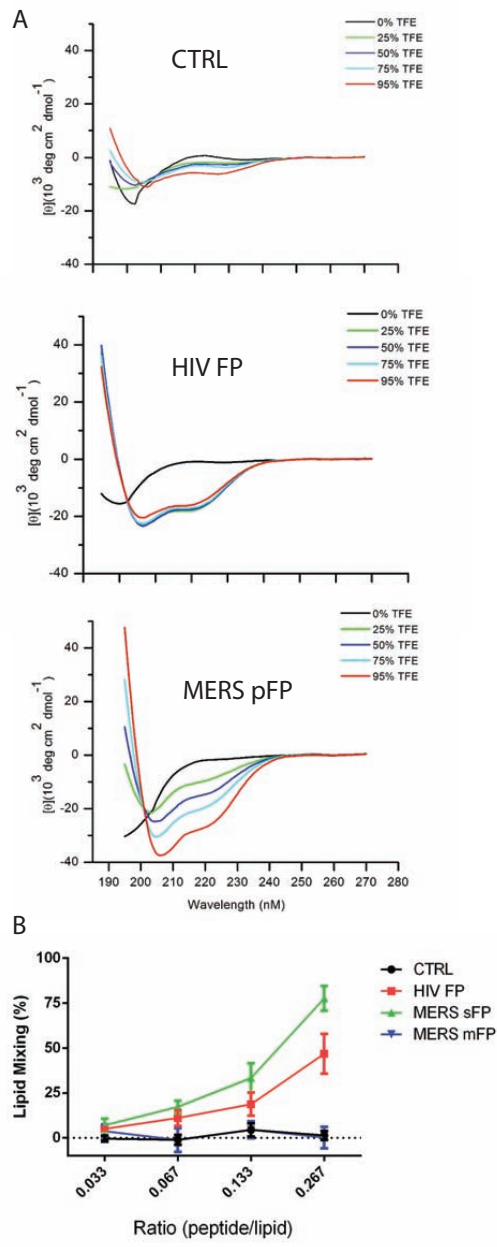 A
CTRL
0% TFE
25% TFE
50% TFE
75% TFE
95% TFE
[θ](10³ deg cm² dmol⁻¹)
40
20
0
-20
-40
HIV FP
0% TFE
25% TFE
50% TFE
75% TFE
95% TFE
[θ](10³ deg cm² dmol⁻¹)
40
20
0
-20
-40
MERS pFP
0% TFE
25% TFE
50% TFE
75% TFE
95% TFE
[θ](10³ deg cm² dmol⁻¹)
40
20
0
-20
-40
190 200 210 220 230 240 250 260 270 280
Wavelength (nM)
B
CTRL
HIV FP
MERS sFP
MERS mFP
Lipid Mixing (%)
100
75
50
25
0
0.033 0.067 0.133 0.267
Ratio (peptide/lipid)